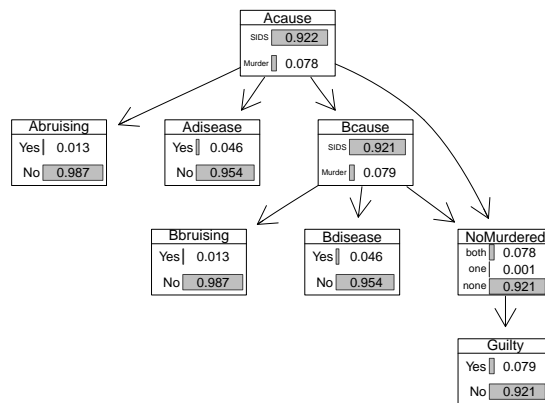 Acause
SIDS 0.922
Murder 0.078
Abruising
Yes 0.013
No 0.987
Adisease
Yes 0.046
No 0.954
Bcause
SIDS 0.921
Murder 0.079
Bbruising
Yes 0.013
No 0.987
Bdisease
Yes 0.046
No 0.954
NoMurdered
both 0.078
one 0.001
none 0.921
Guilty
Yes 0.079
No 0.921